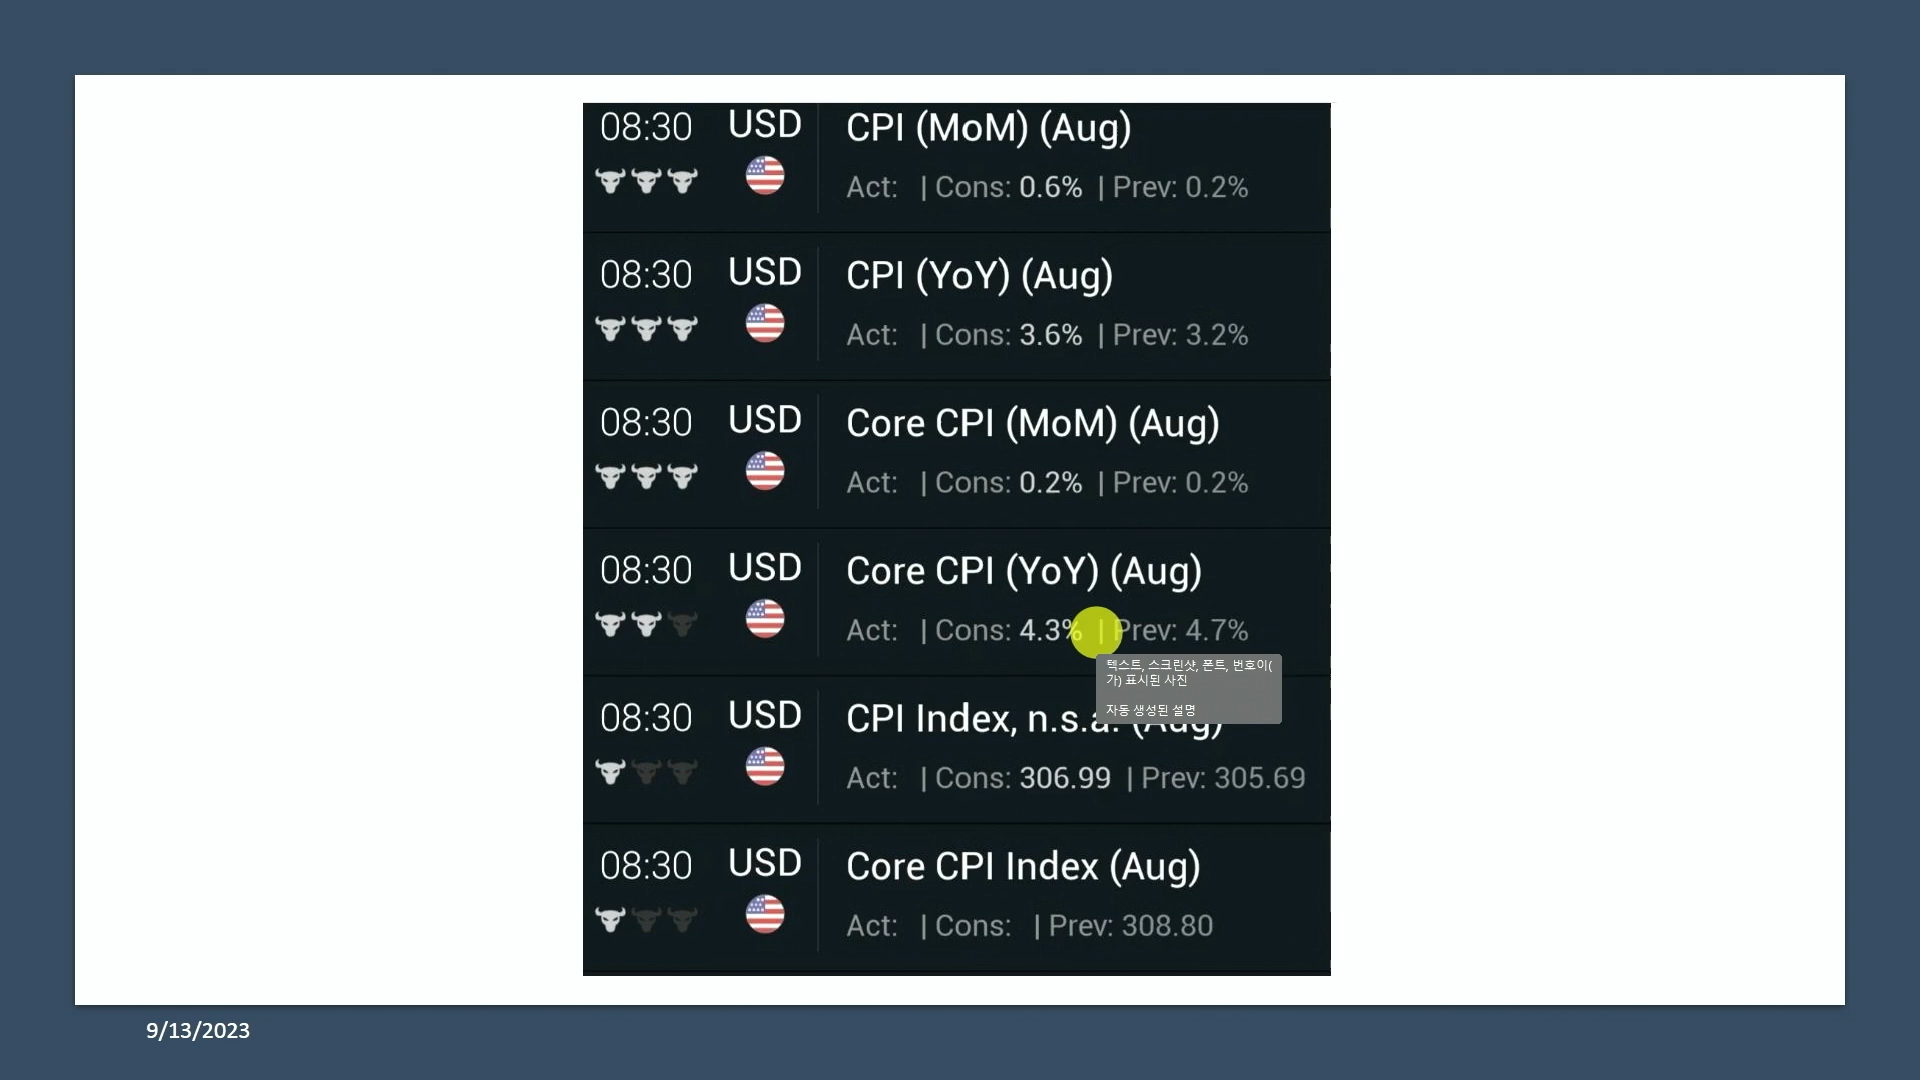 08:30 USD CPI (MoM) (Aug)
Act: | Cons: 0.6% | Prev: 0.2%
08:30 USD CPI (YoY) (Aug)
Act: | Cons: 3.6% | Prev: 3.2%
08:30 USD Core CPI (MoM) (Aug)
Act: | Cons: 0.2% | Prev: 0.2%
08:30 USD Core CPI (YoY) (Aug)
Act: | Cons: 4.3% | Prev: 4.7%
텍스트, 스크린샷, 폰트, 번호이(
가) 표시된 사진
자동 생성된 설명
08:30 USD CPI Index, n.s.a. (Aug)
Act: | Cons: 306.99 | Prev: 305.69
08:30 USD Core CPI Index (Aug)
Act: | Cons: | Prev: 308.80
9/13/2023